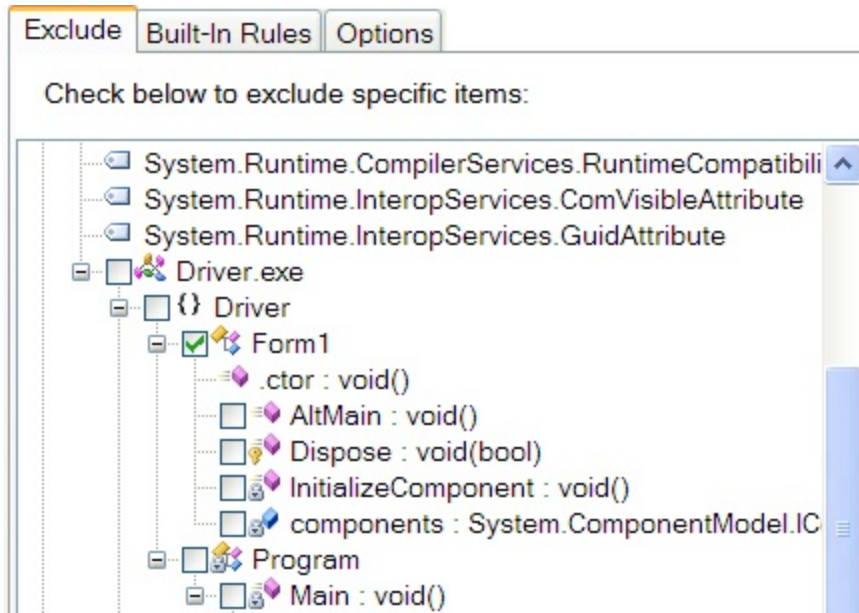 Exclude Built-In Rules Options
Check below to exclude specific items:
System.Runtime.CompilerServices.RuntimeCompatibili
System.Runtime.InteropServices.ComVisibleAttribute
System.Runtime.InteropServices.GuidAttribute
Driver.exe
{} Driver
Form1
.ctor : void()
AltMain : void()
Dispose : void(bool)
InitializeComponent : void()
components : System.ComponentModel.IC
Program
Main : void()